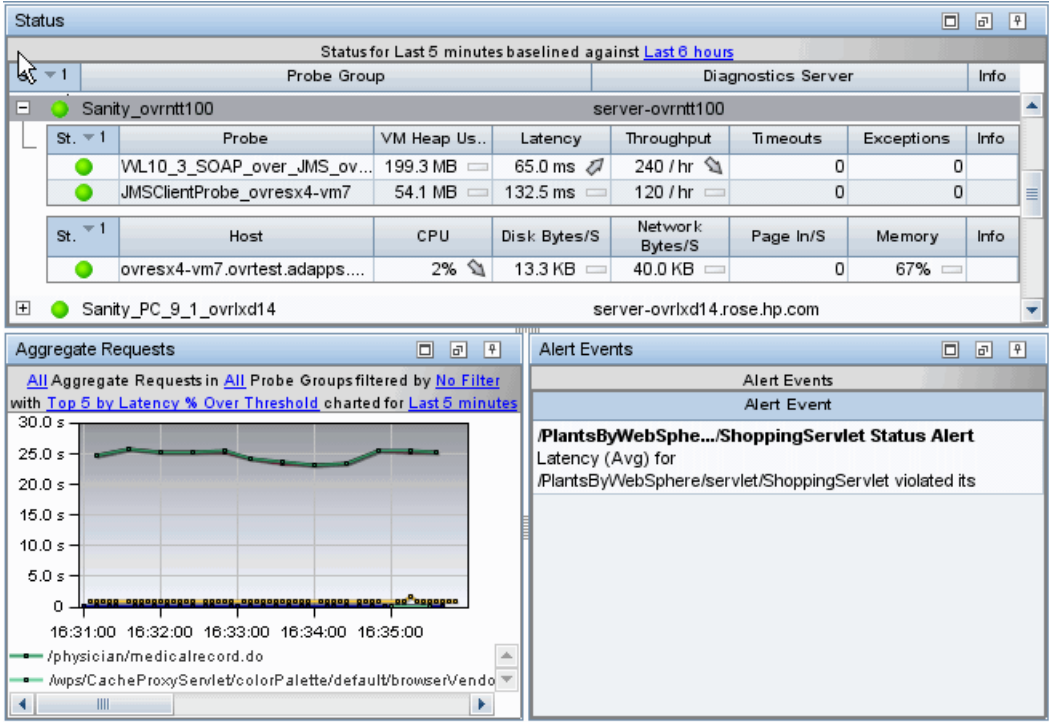 Status
Status for Last 5 minutes baselined against Last 6 hours
1 Probe Group Diagnostics Server Info
Sanity_ovrntt100 server-ovrntt100
St. 1 Probe VM Heap Us... Latency Throughput Timeouts Exceptions Info
WL10_3_SOAP_over_JMS_ov... 199.3 MB 65.0 ms 240 / hr 0 0
JMSClientProbe_ovresx4-vm7 54.1 MB 132.5 ms 120 / hr 0 0
St. 1 Host CPU Disk Bytes/S Network Bytes/S Page In/S Memory Info
ovresx4-vm7.ovrtest.adapps.... 2% 13.3 KB 40.0 KB 0 67%
Sanity_PC_9_1_ovrlxd14 server-ovrlxd14.rose.hp.com
Aggregate Requests
All Aggregate Requests in All Probe Groups filtered by No Filter
with Top 5 by Latency % Over Threshold charted for Last 5 minutes
30.0 s
25.0 s
20.0 s
15.0 s
10.0 s
5.0 s
0
16:31:00 16:32:00 16:33:00 16:34:00 16:35:00
/physician/medicalrecord.do
/wps/CacheProxyServlet/colorPalette/default/browserVendo
Alert Events
Alert Events
Alert Event
/PlantsByWebSphe.../ShoppingServlet Status Alert
Latency (Avg) for
/PlantsByWebSphere/servlet/ShoppingServlet violated its